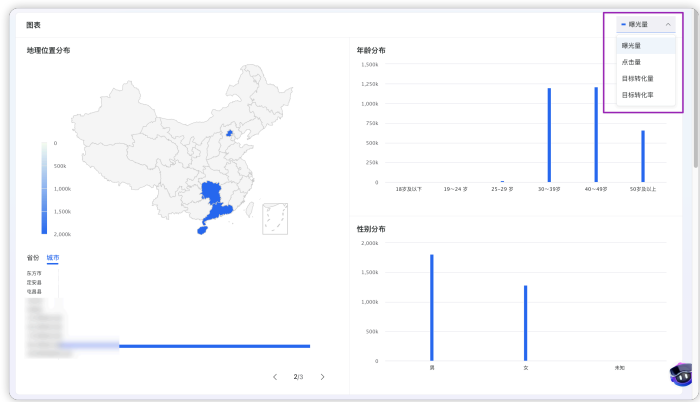 图表
曝光量
曝光量
点击量
目标转化量
目标转化率
地理位置分布
0
500k
1,000k
1,500k
2,000k
省份 城市
东方市
定安县
屯昌县
2/3
年龄分布
1,500k
1,250k
1,000k
750k
500k
250k
0
18岁及以下 19~24 岁 25~29 岁 30~39岁 40~49岁 50岁及以上
性别分布
2,000k
1,500k
1,000k
500k
0
男 女 未知